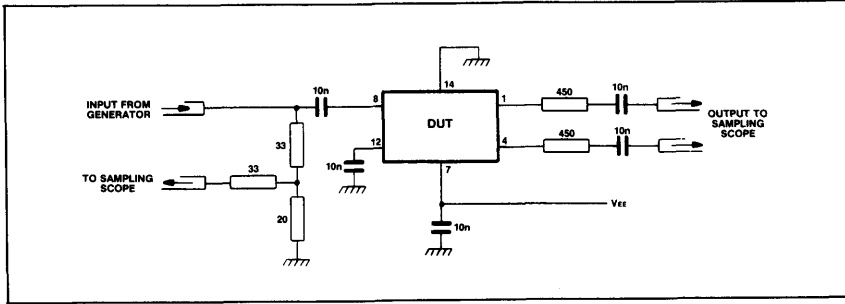 14
10n
8
1
450
10n
INPUT FROM
GENERATOR
DUT
OUTPUT TO
SAMPLING
SCOPE
33
12
4
450
10n
10n
7
TO SAMPLING
SCOPE
33
20
VEE
10n